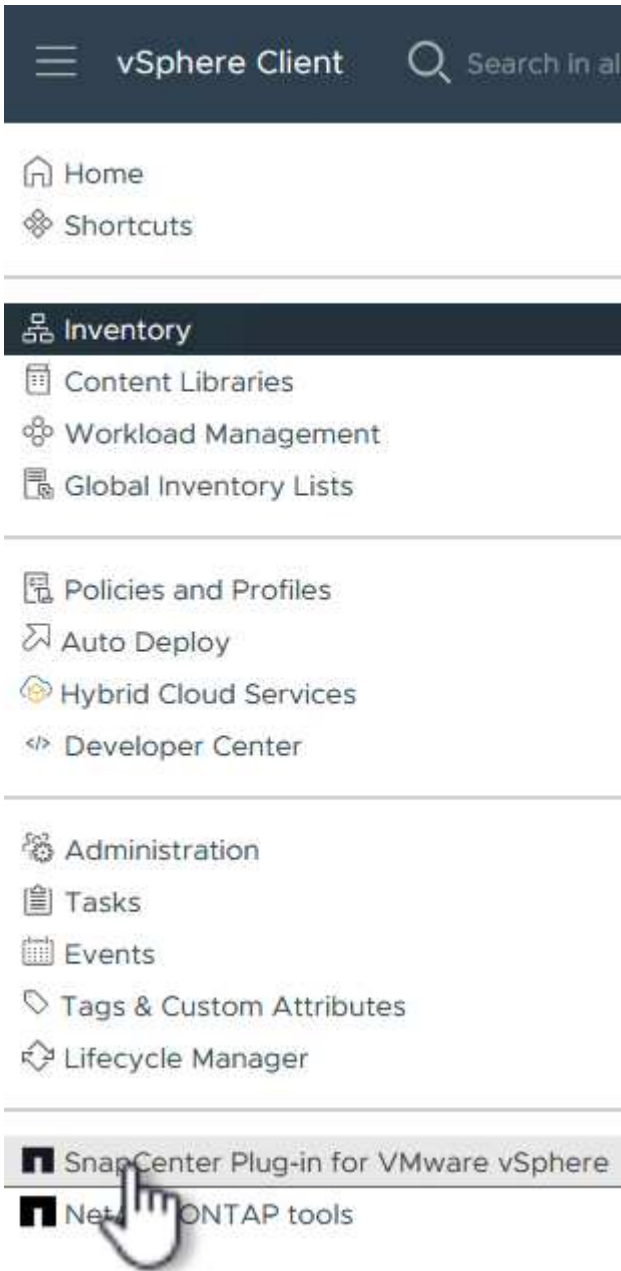 vSphere Client
Search in al
Home
Shortcuts
Inventory
Content Libraries
Workload Management
Global Inventory Lists
Policies and Profiles
Auto Deploy
Hybrid Cloud Services
Developer Center
Administration
Tasks
Events
Tags & Custom Attributes
Lifecycle Manager
SnapCenter Plug-in for VMware vSphere
ONTAP tools